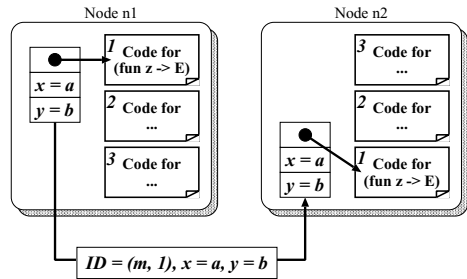 Node n1
1 Code for
(fun z -> E)
x = a
y = b
2 Code for
...
3 Code for
...
Node n2
3 Code for
...
2 Code for
...
x = a
y = b
1 Code for
(fun z -> E)
ID = (m, 1), x = a, y = b